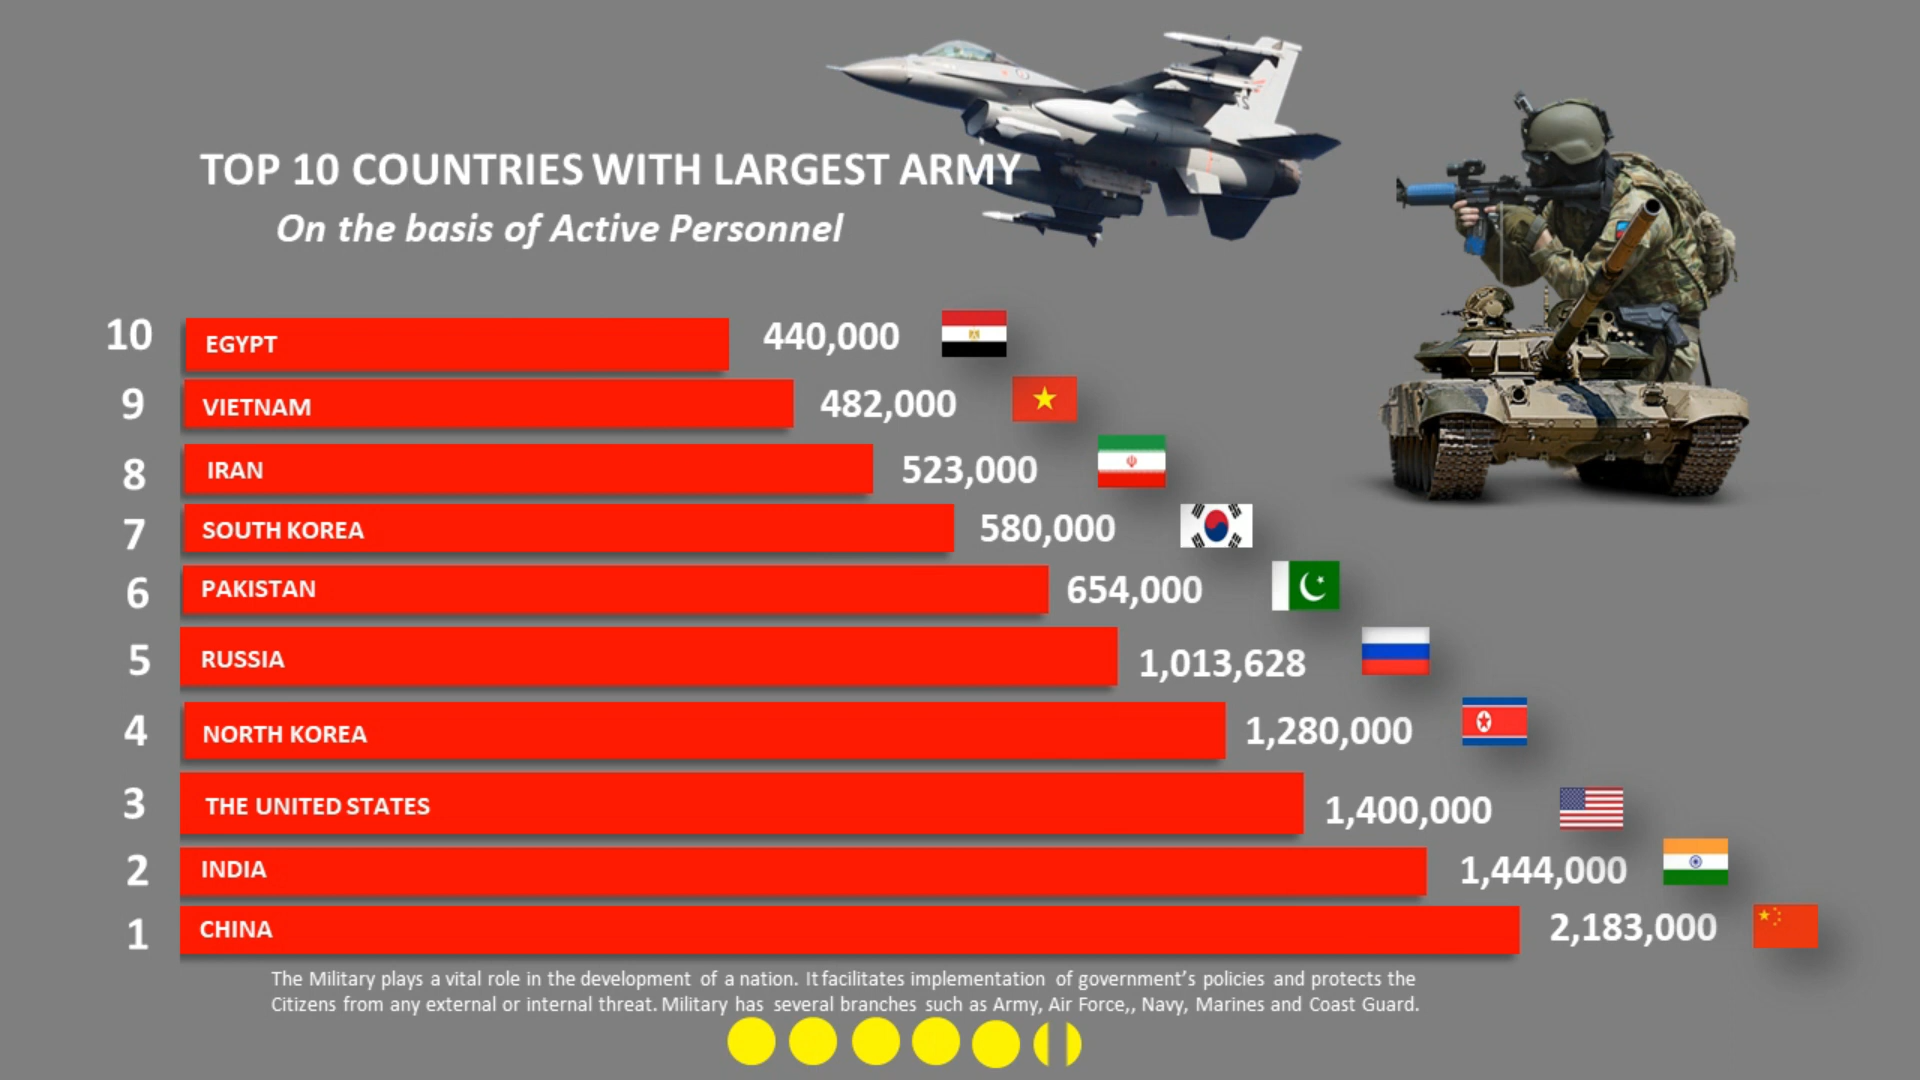 TOP 10 COUNTRIES WITH LARGEST ARMY
On the basis of Active Personnel
10 EGYPT 440,000
9 VIETNAM 482,000
8 IRAN 523,000
7 SOUTH KOREA 580,000
6 PAKISTAN 654,000
5 RUSSIA 1,013,628
4 NORTH KOREA 1,280,000
3 THE UNITED STATES 1,400,000
2 INDIA 1,444,000
1 CHINA 2,183,000
The Military plays a vital role in the development of a nation. It facilitates implementation of government's policies and protects the
Citizens from any external or internal threat. Military has several branches such as Army, Air Force,, Navy, Marines and Coast Guard.